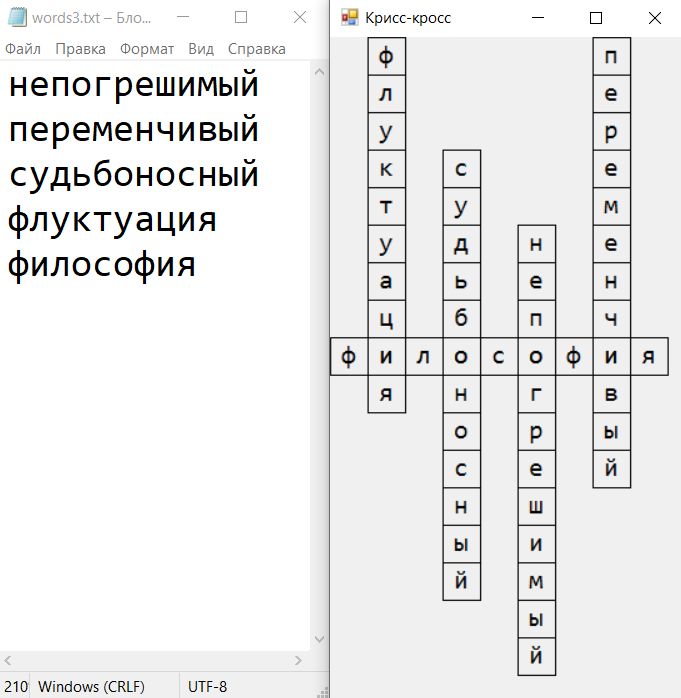 words3.txt – Бло...
Файл Правка Формат Вид Справка
непогрешимый
переменчивый
судьбоносный
флуктуация
философия
210 Windows (CRLF) UTF-8
Крисс-кросс
ф п
л е
у р
к с е
т у м
у д н е
а ь е н
ц б п ч
ф и л о с о ф и я
я н г в
о р ы
с е й
н ш
ы и
й м
ы
й